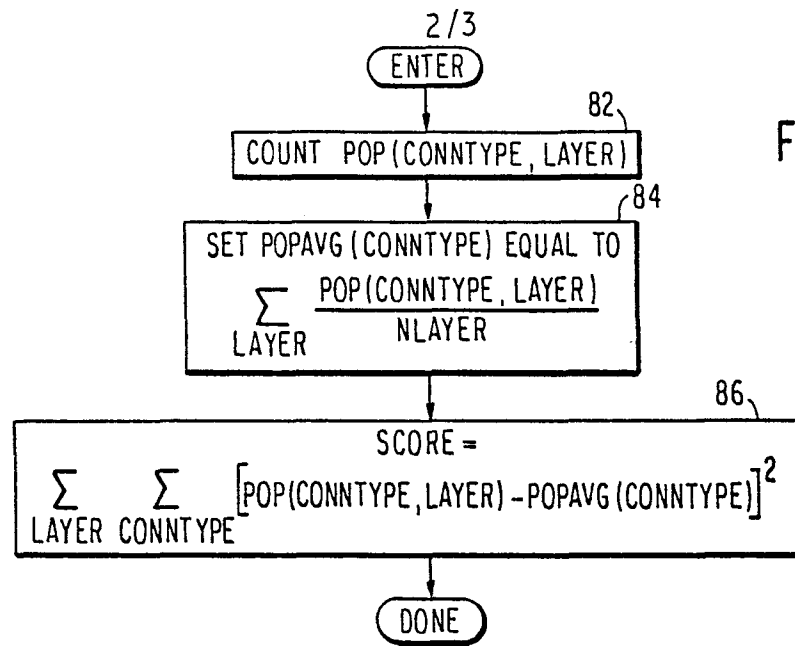 2/3
ENTER
82
COUNT POP(CONNTYPE, LAYER)
F
84
SET POPAVG(CONNTYPE) EQUAL TO
∑ POP(CONNTYPE, LAYER)
LAYER NLAYER
86
SCORE =
∑ ∑ [POP(CONNTYPE, LAYER) - POPAVG(CONNTYPE)]²
LAYER CONNTYPE
DONE